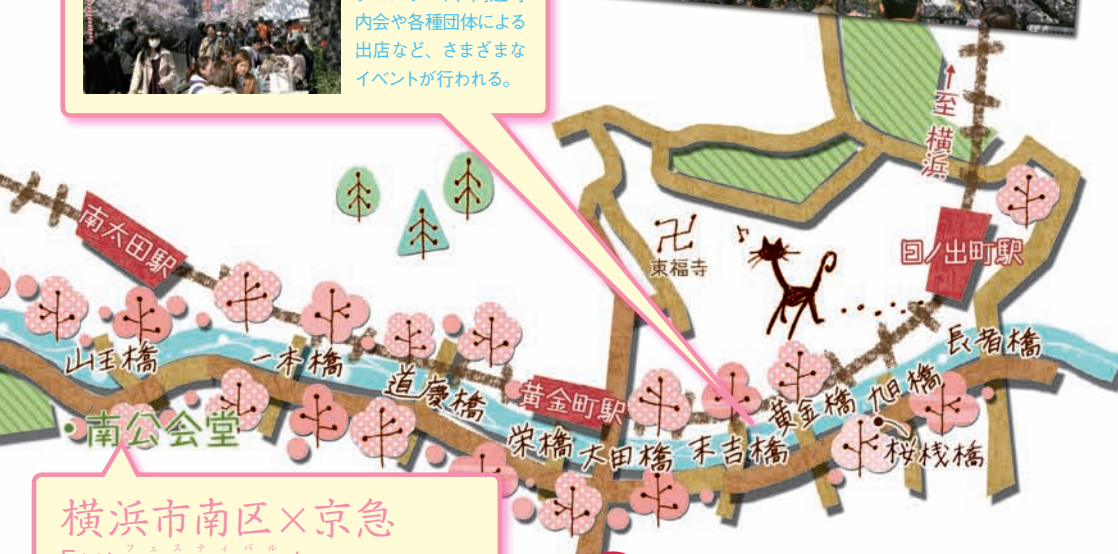 内会や各種団体による
出店など、さまざまな
イベントが行われる。
↑至横浜
南太田駅
東福寺
日ノ出町駅
山王橋
一本橋
道慶橋
黄金町駅
栄橋
太田橋
末吉橋
黄金橋
旭橋
長者橋
桜桟橋
南公会堂
横浜市南区×京急
フェスティバル